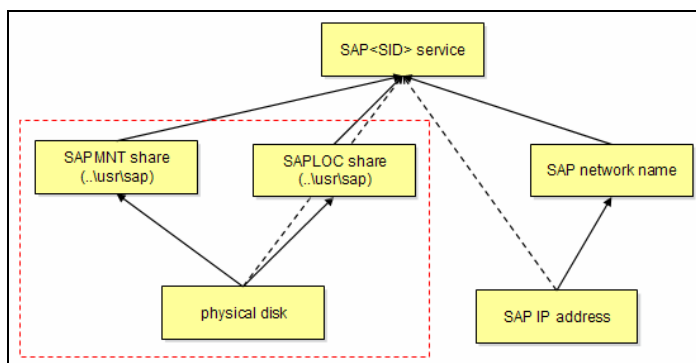 SAP<SID> service
SAPMNT share
(..\usr\sap)
SAPLOC share
(..\usr\sap)
SAP network name
physical disk
SAP IP address